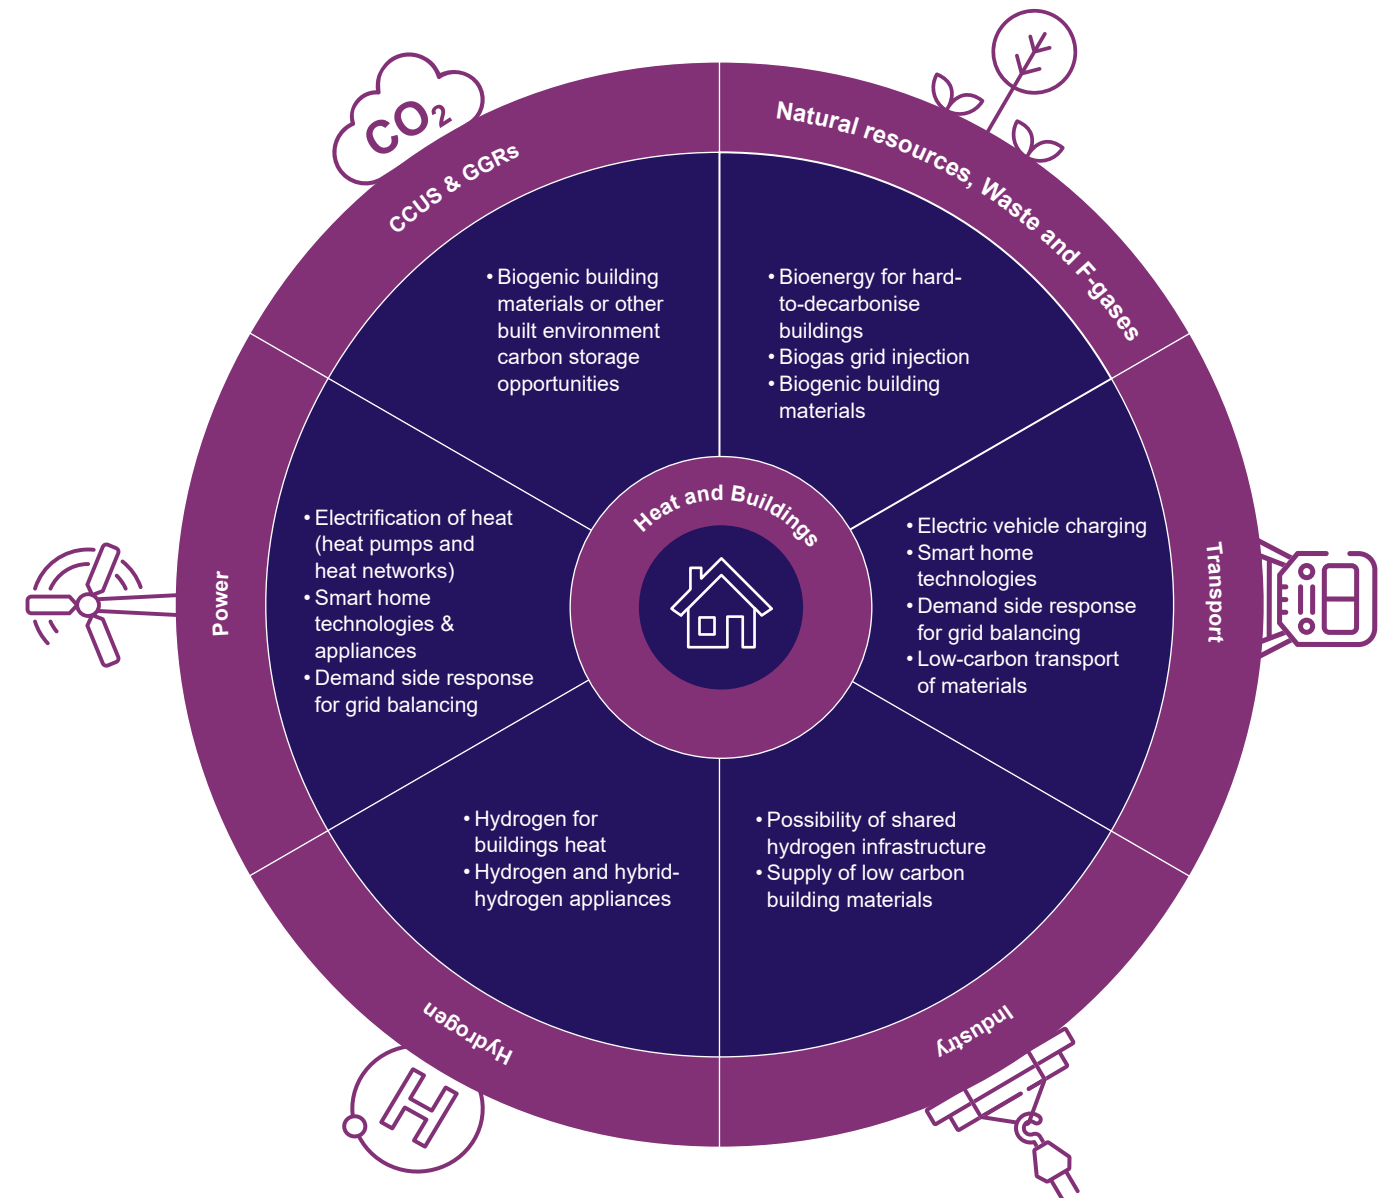 CO₂
CCUS & GGRs
Natural resources, Waste and F-gases
• Biogenic building
materials or other
built environment
carbon storage
opportunities
• Bioenergy for hard-
to-decarbonise
buildings
• Biogas grid injection
• Biogenic building
materials
Heat and Buildings
Power
• Electrification of heat
(heat pumps and
heat networks)
• Smart home
technologies &
appliances
• Demand side response
for grid balancing
• Electric vehicle charging
• Smart home
technologies
• Demand side response
for grid balancing
• Low-carbon transport
of materials
Transport
• Hydrogen for
buildings heat
• Hydrogen and hybrid-
hydrogen appliances
• Possibility of shared
hydrogen infrastructure
• Supply of low carbon
building materials
Hydrogen
Industry
H